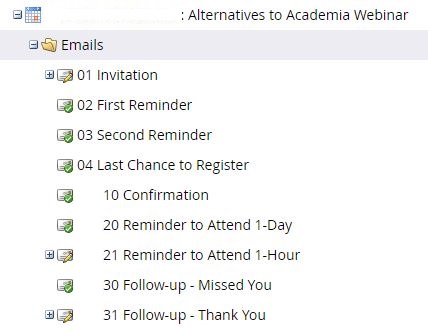 : Alternatives to Academia Webinar
Emails
01 Invitation
02 First Reminder
03 Second Reminder
04 Last Chance to Register
10 Confirmation
20 Reminder to Attend 1-Day
21 Reminder to Attend 1-Hour
30 Follow-up - Missed You
31 Follow-up - Thank You